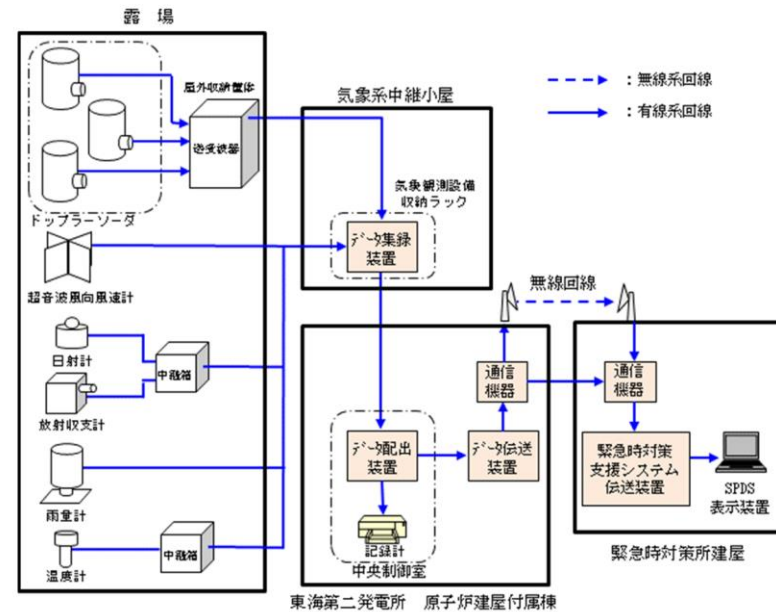 露場
屋外収納筐体
送受波器
ドップラーソーダ
超音波風向風速計
日射計
放射収支計
中継箱
雨量計
温度計
中継箱
気象系中継小屋
気象観測設備
収納ラック
データ集録
装置
：無線系回線
：有線系回線
無線回線
通信
機器
データ配出
装置
データ伝送
装置
記録計
中央制御室
東海第二発電所 原子炉建屋付属棟
通信
機器
緊急時対策
支援システム
伝送装置
SPDS
表示装置
緊急時対策所建屋